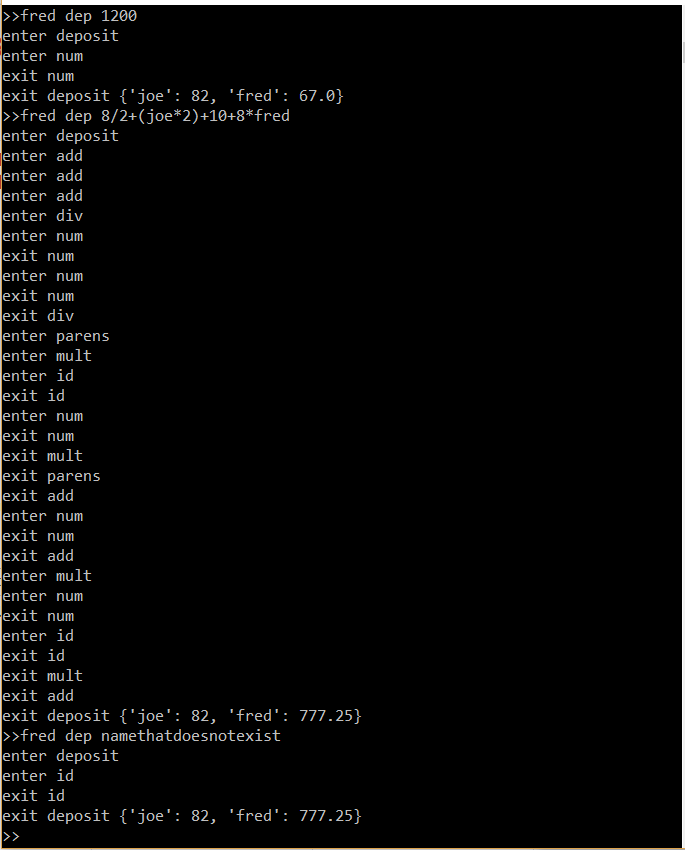 >>fred dep 1200
enter deposit
enter num
exit num
exit deposit {'joe': 82, 'fred': 67.0}
>>fred dep 8/2+(joe*2)+10+8*fred
enter deposit
enter add
enter add
enter add
enter div
enter num
exit num
enter num
exit num
exit div
enter parens
enter mult
enter id
exit id
enter num
exit num
exit mult
exit parens
exit add
enter num
exit num
exit add
enter mult
enter num
exit num
enter id
exit id
exit mult
exit add
exit deposit {'joe': 82, 'fred': 777.25}
>>fred dep namethatdoesnotexist
enter deposit
enter id
exit id
exit deposit {'joe': 82, 'fred': 777.25}
>>